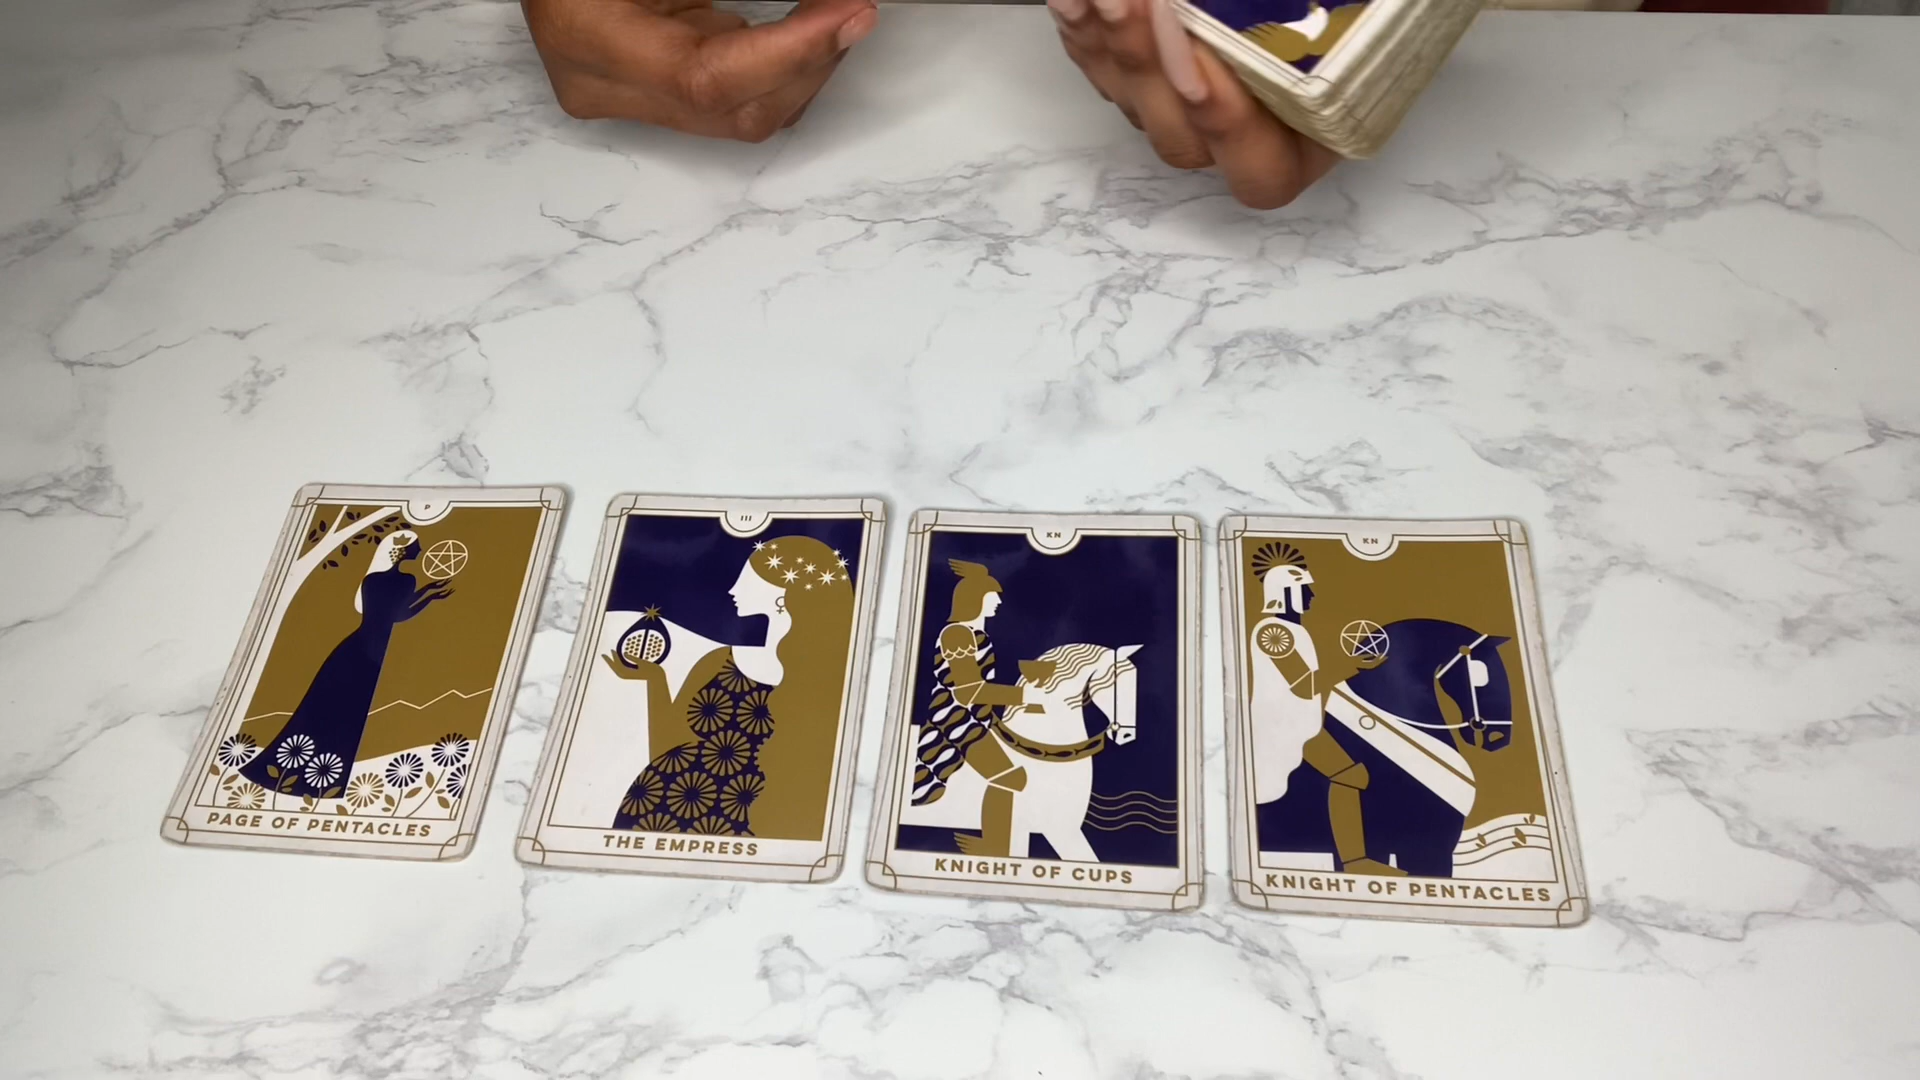 P
PAGE OF PENTACLES
III
THE EMPRESS
KN
KNIGHT OF CUPS
KN
KNIGHT OF PENTACLES